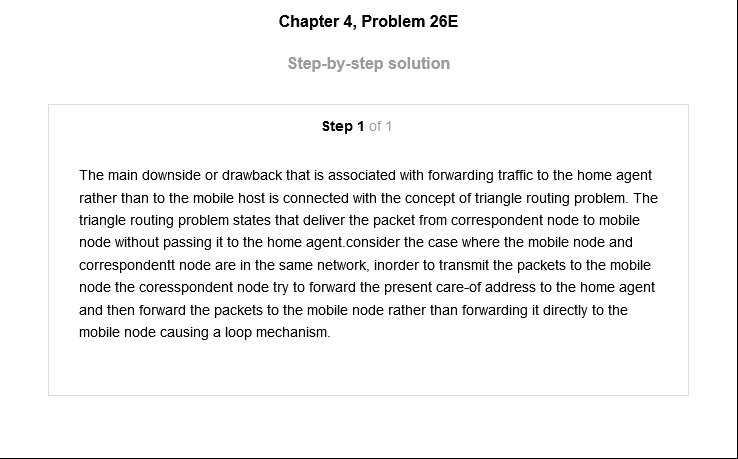 Chapter 4, Problem 26E
Step-by-step solution
Step 1 of 1
The main downside or drawback that is associated with forwarding traffic to the home agent
rather than to the mobile host is connected with the concept of triangle routing problem. The
triangle routing problem states that deliver the packet from correspondent node to mobile
node without passing it to the home agent.consider the case where the mobile node and
correspondentt node are in the same network, inorder to transmit the packets to the mobile
node the coresspondent node try to forward the present care-of address to the home agent
and then forward the packets to the mobile node rather than forwarding it directly to the
mobile node causing a loop mechanism.